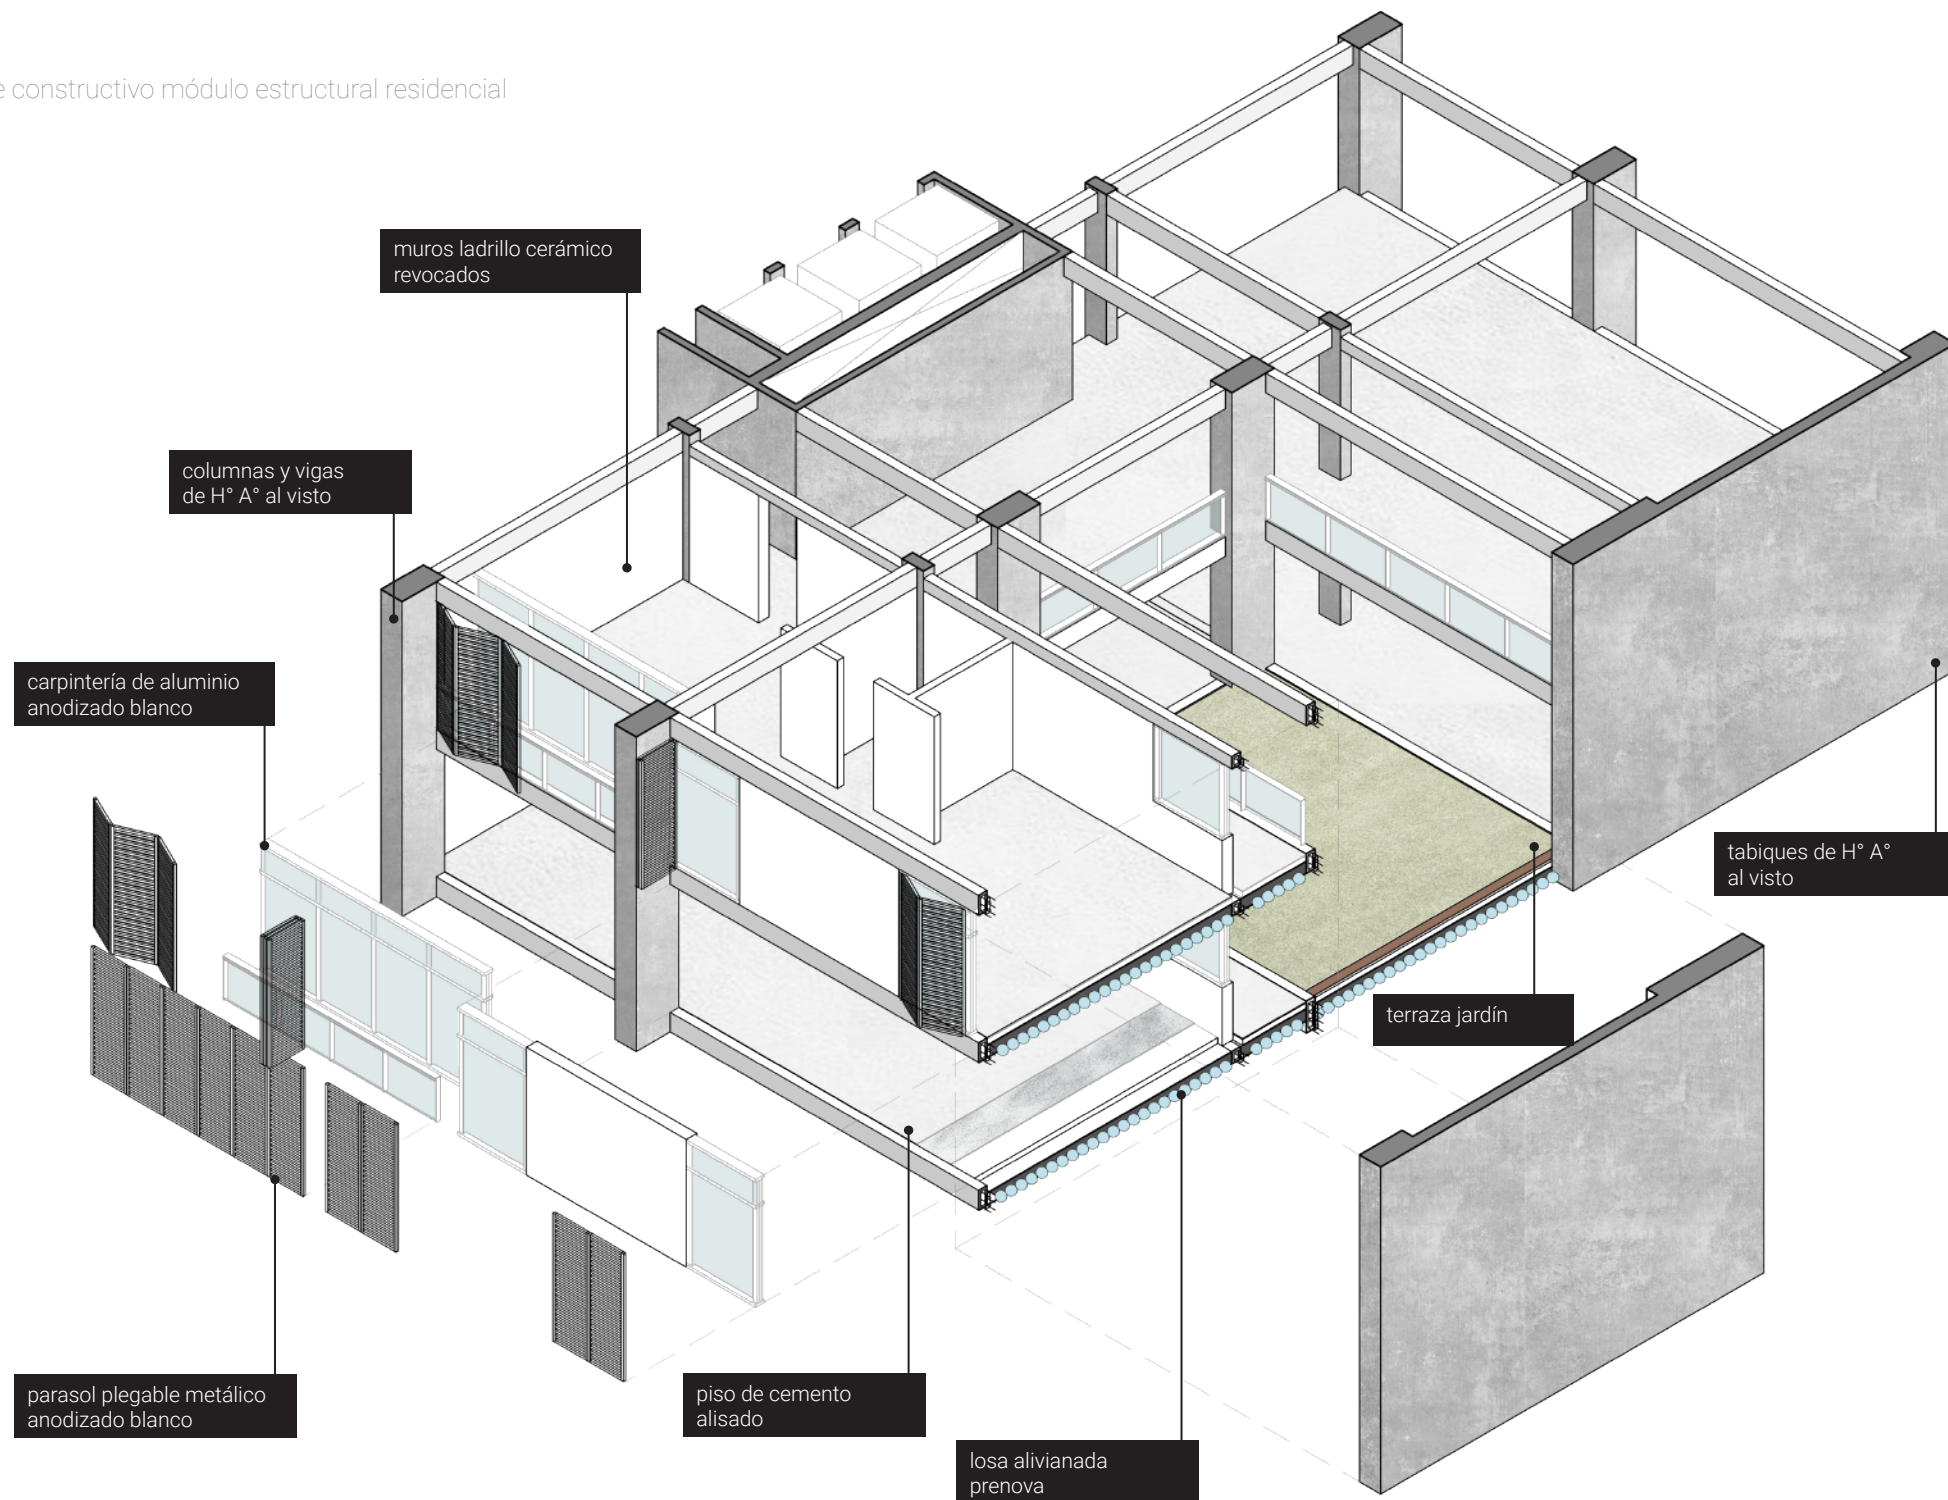 e constructivo módulo estructural residencial
muros ladrillo cerámico
revocados
columnas y vigas
de H° A° al visto
carpintería de aluminio
anodizado blanco
tabiques de H° A°
al visto
terraza jardín
parasol plegable metálico
anodizado blanco
piso de cemento
alisado
losa alivianada
prenova